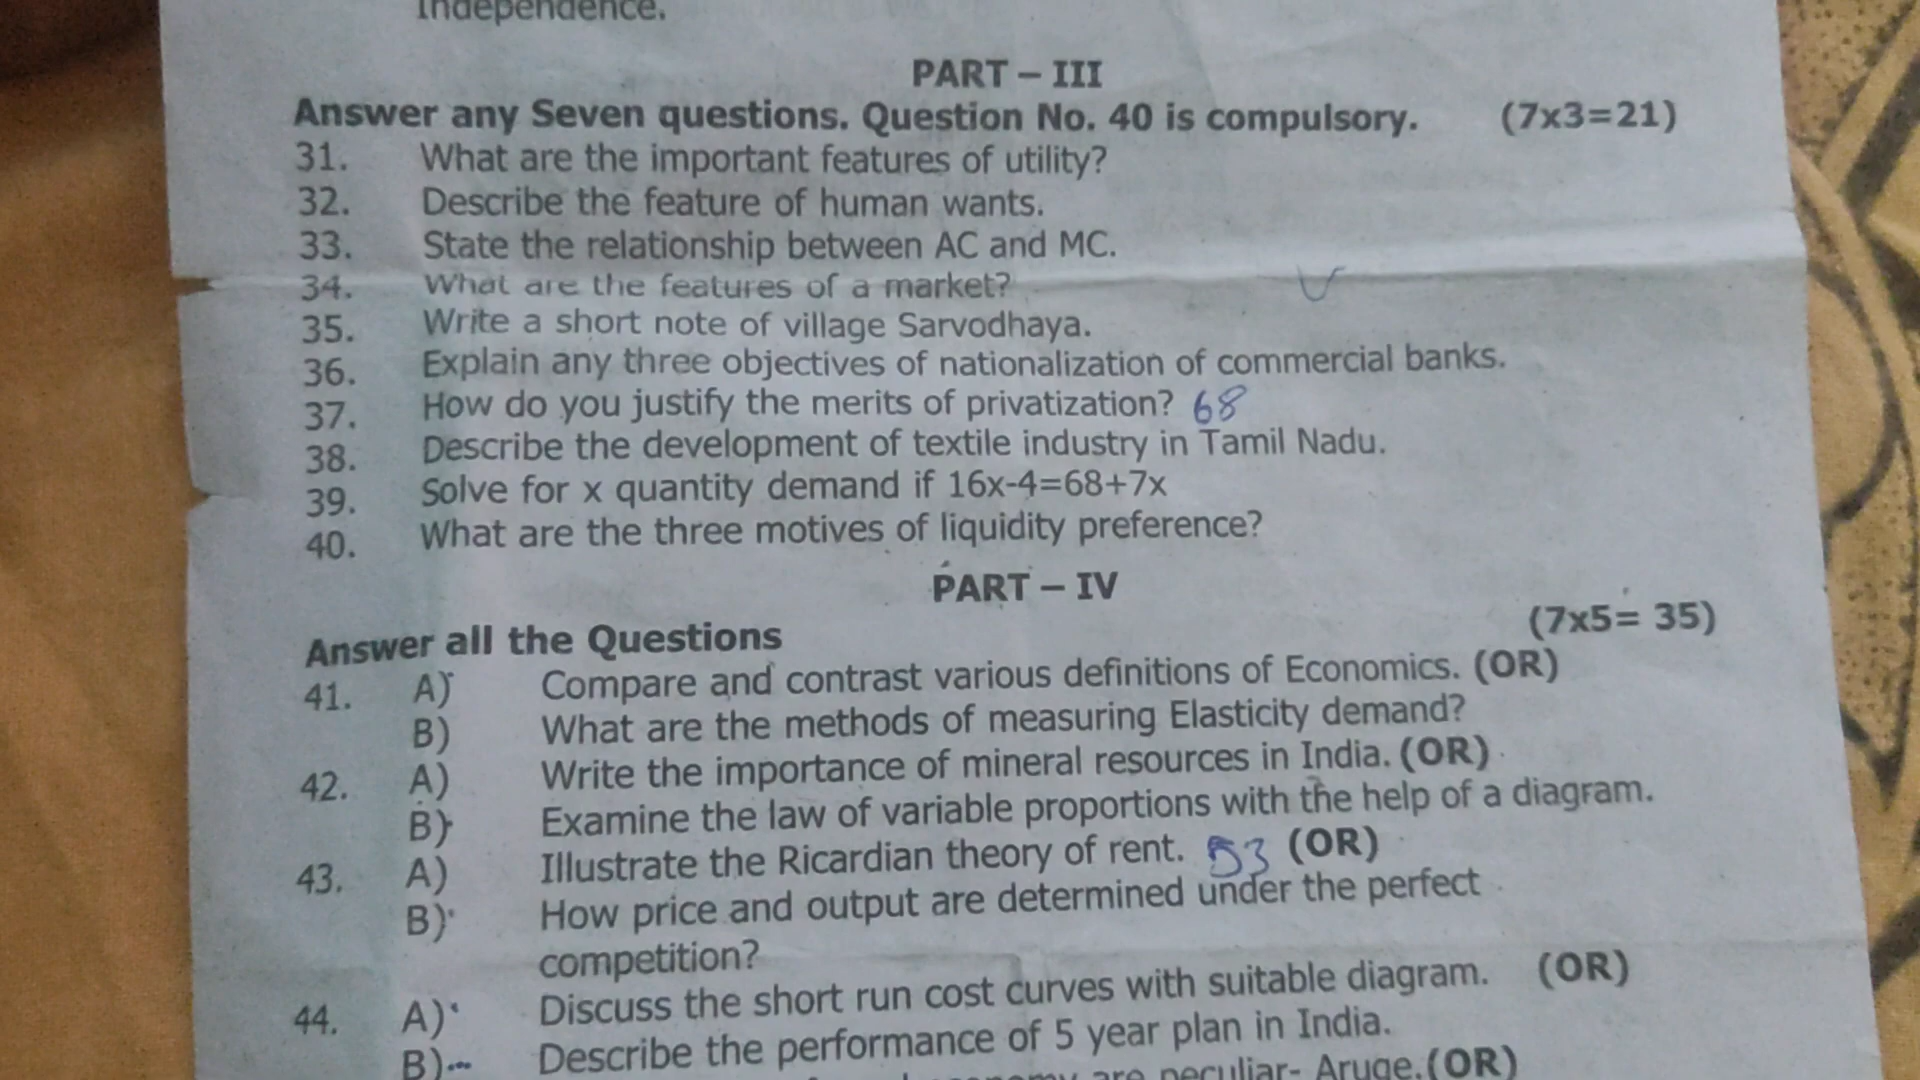 Independence.
PART – III
Answer any Seven questions. Question No. 40 is compulsory. (7x3=21)
31. What are the important features of utility?
32. Describe the feature of human wants.
33. State the relationship between AC and MC.
34. What are the features of a market?
35. Write a short note of village Sarvodhaya.
36. Explain any three objectives of nationalization of commercial banks.
37. How do you justify the merits of privatization? 68
38. Describe the development of textile industry in Tamil Nadu.
39. Solve for x quantity demand if 16x-4=68+7x
40. What are the three motives of liquidity preference?
PART – IV
Answer all the Questions (7x5= 35)
41. A) Compare and contrast various definitions of Economics. (OR)
B) What are the methods of measuring Elasticity demand?
42. A) Write the importance of mineral resources in India. (OR)
B) Examine the law of variable proportions with the help of a diagram.
43. A) Illustrate the Ricardian theory of rent. 53 (OR)
B) How price and output are determined under the perfect
competition?
44. A) Discuss the short run cost curves with suitable diagram. (OR)
B) Describe the performance of 5 year plan in India.
are peculiar- Aruge.(OR)